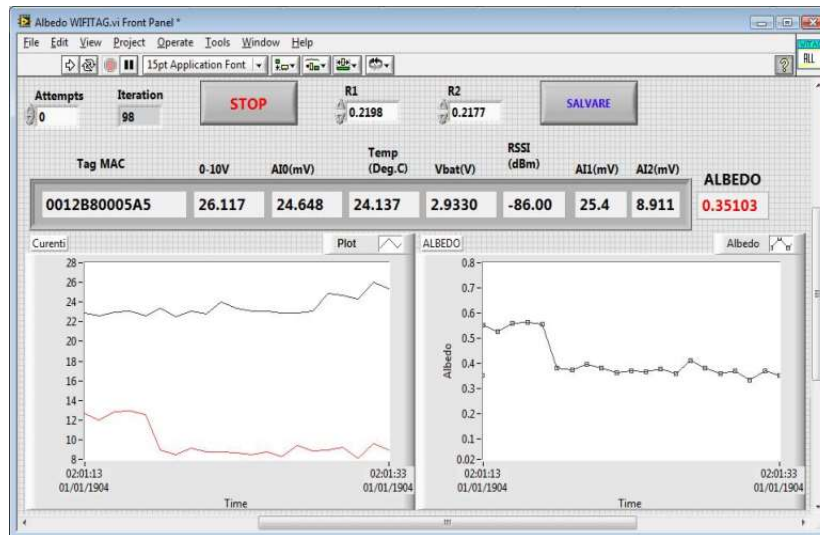 Albedo WIFITAG.vi Front Panel *
File Edit View Project Operate Tools Window Help
15pt Application Font
ALL
Attempts Iteration R1 R2
0 98 STOP 0.2198 0.2177 SALVARE
Tag MAC 0-10V AI0(mV) Temp (Deg.C) Vbat(V) RSSI (dBm) AI1(mV) AI2(mV) ALBEDO
0012B80005A5 26.117 24.648 24.137 2.9330 -86.00 25.4 8.911 0.35103
Curenti Plot
28-
26-
24-
22-
20-
18-
16-
14-
12-
10-
8-
02:01:13 02:01:33
01/01/1904 01/01/1904
Time
ALBEDO Albedo
Albedo
0.8-
0.7-
0.6-
0.5-
0.4-
0.3-
0.2-
0.1-
0.02-
02:01:13 02:01:33
01/01/1904 01/01/1904
Time